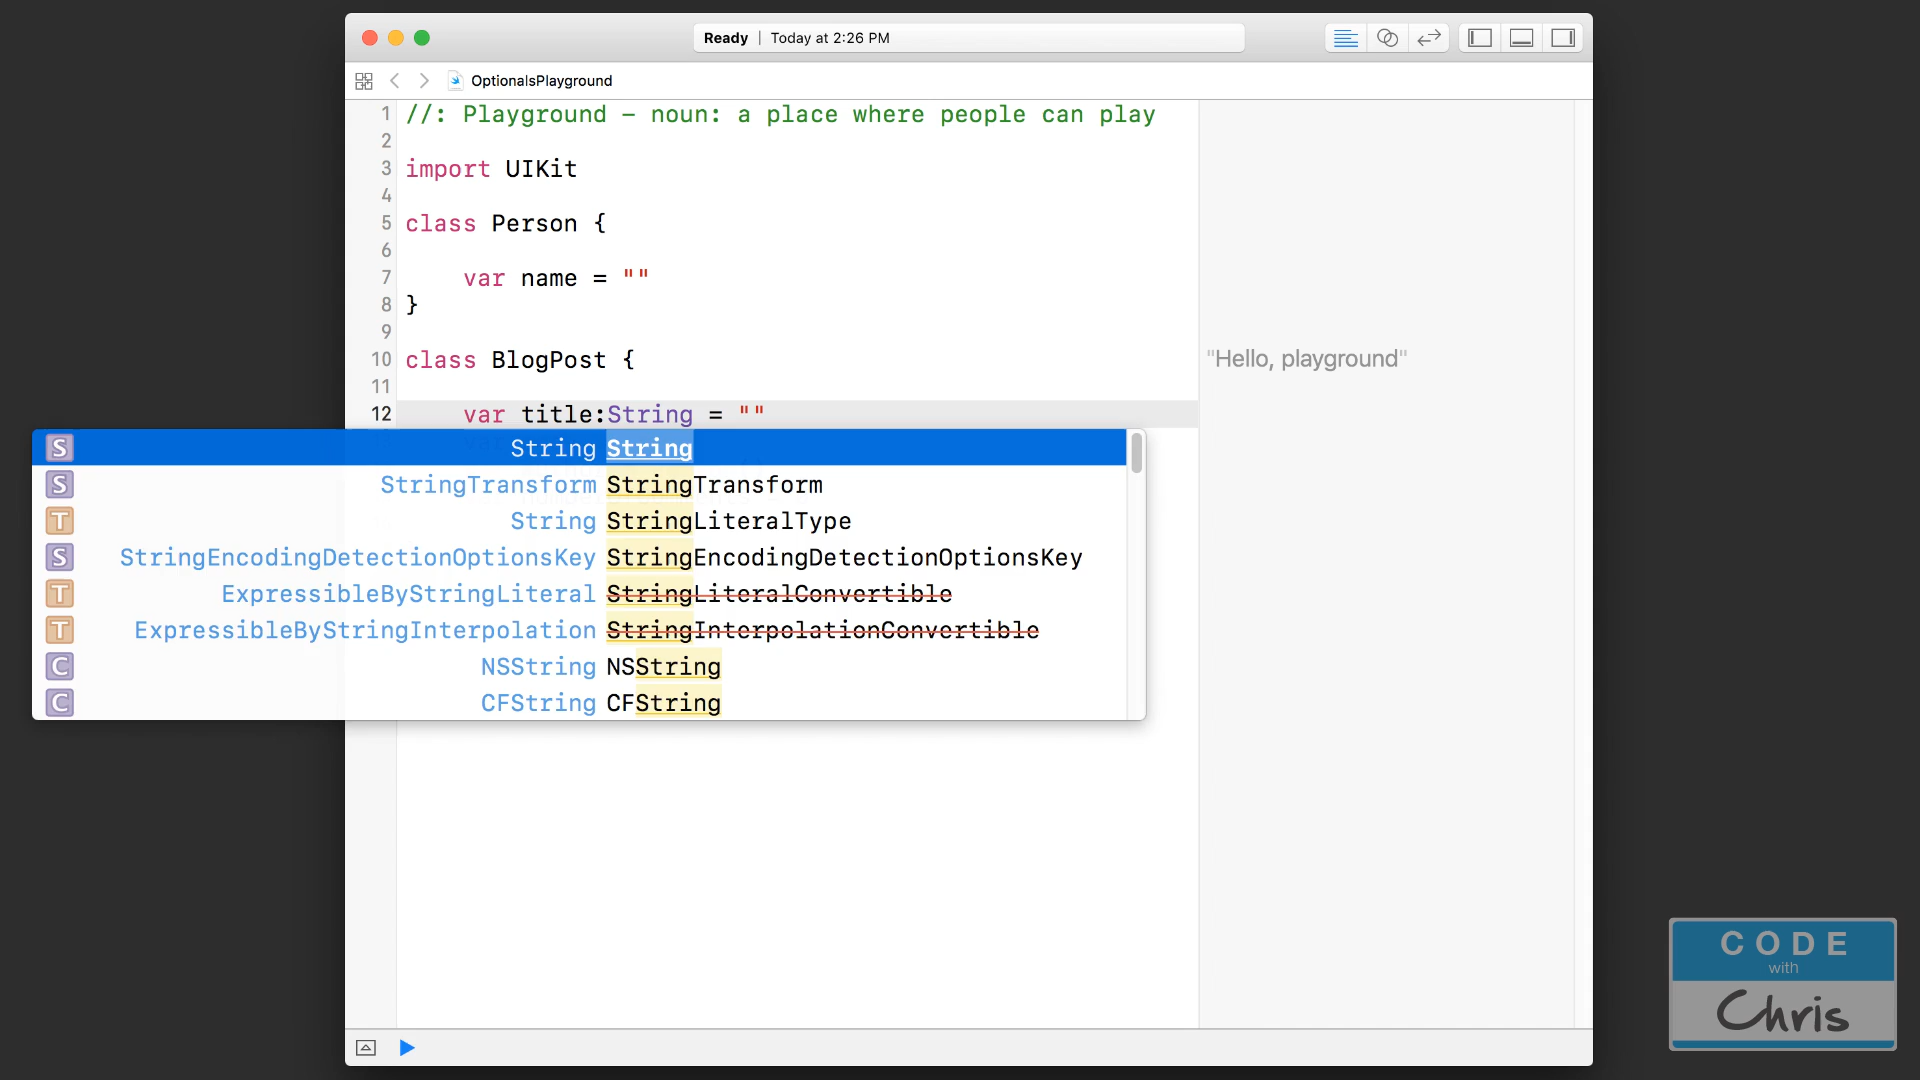 Ready | Today at 2:26 PM
OptionalsPlayground
1 //: Playground – noun: a place where people can play
2
3 import UIKit
4
5 class Person {
6
7 var name = ""
8 }
9
10 class BlogPost {
"Hello, playground"
11
12 var title:String = ""
S String String
S StringTransform StringTransform
T String StringLiteralType
S StringEncodingDetectionOptionsKey StringEncodingDetectionOptionsKey
T ExpressibleByStringLiteral StringLiteralConvertible
T ExpressibleByStringInterpolation StringInterpolationConvertible
C NSString NSString
C CFString CFString
CODE
with
Chris